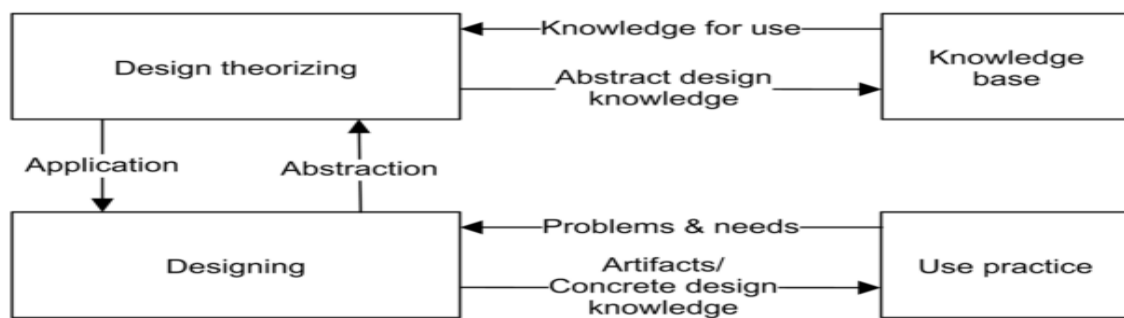 Knowledge for use
Design theorizing
Knowledge
base
Abstract design
knowledge
Application
Abstraction
Problems & needs
Designing
Artifacts/
Concrete design
knowledge
Use practice